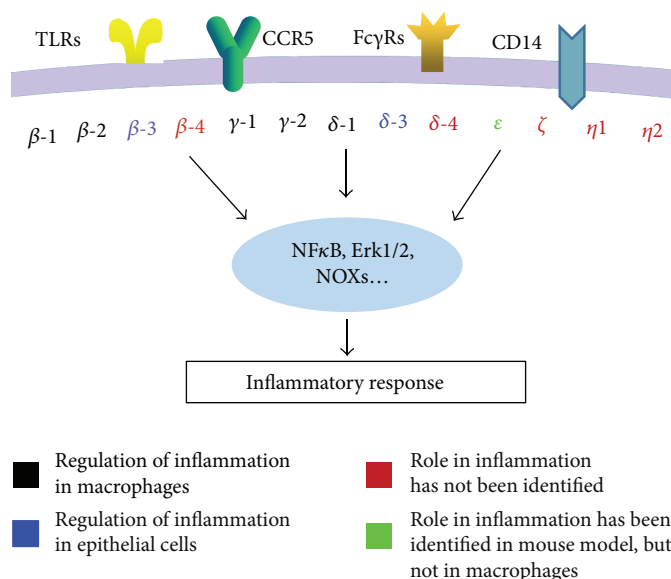 TLRs
CCR5
FcγRs
CD14
β-1 β-2 β-3 β-4 γ-1 γ-2 δ-1 δ-3 δ-4 ε ζ η1 η2
NFκB, Erk1/2,
NOXs...
Inflammatory response
Regulation of inflammation
in macrophages
Regulation of inflammation
in epithelial cells
Role in inflammation
has not been identified
Role in inflammation has been
identified in mouse model, but
not in macrophages